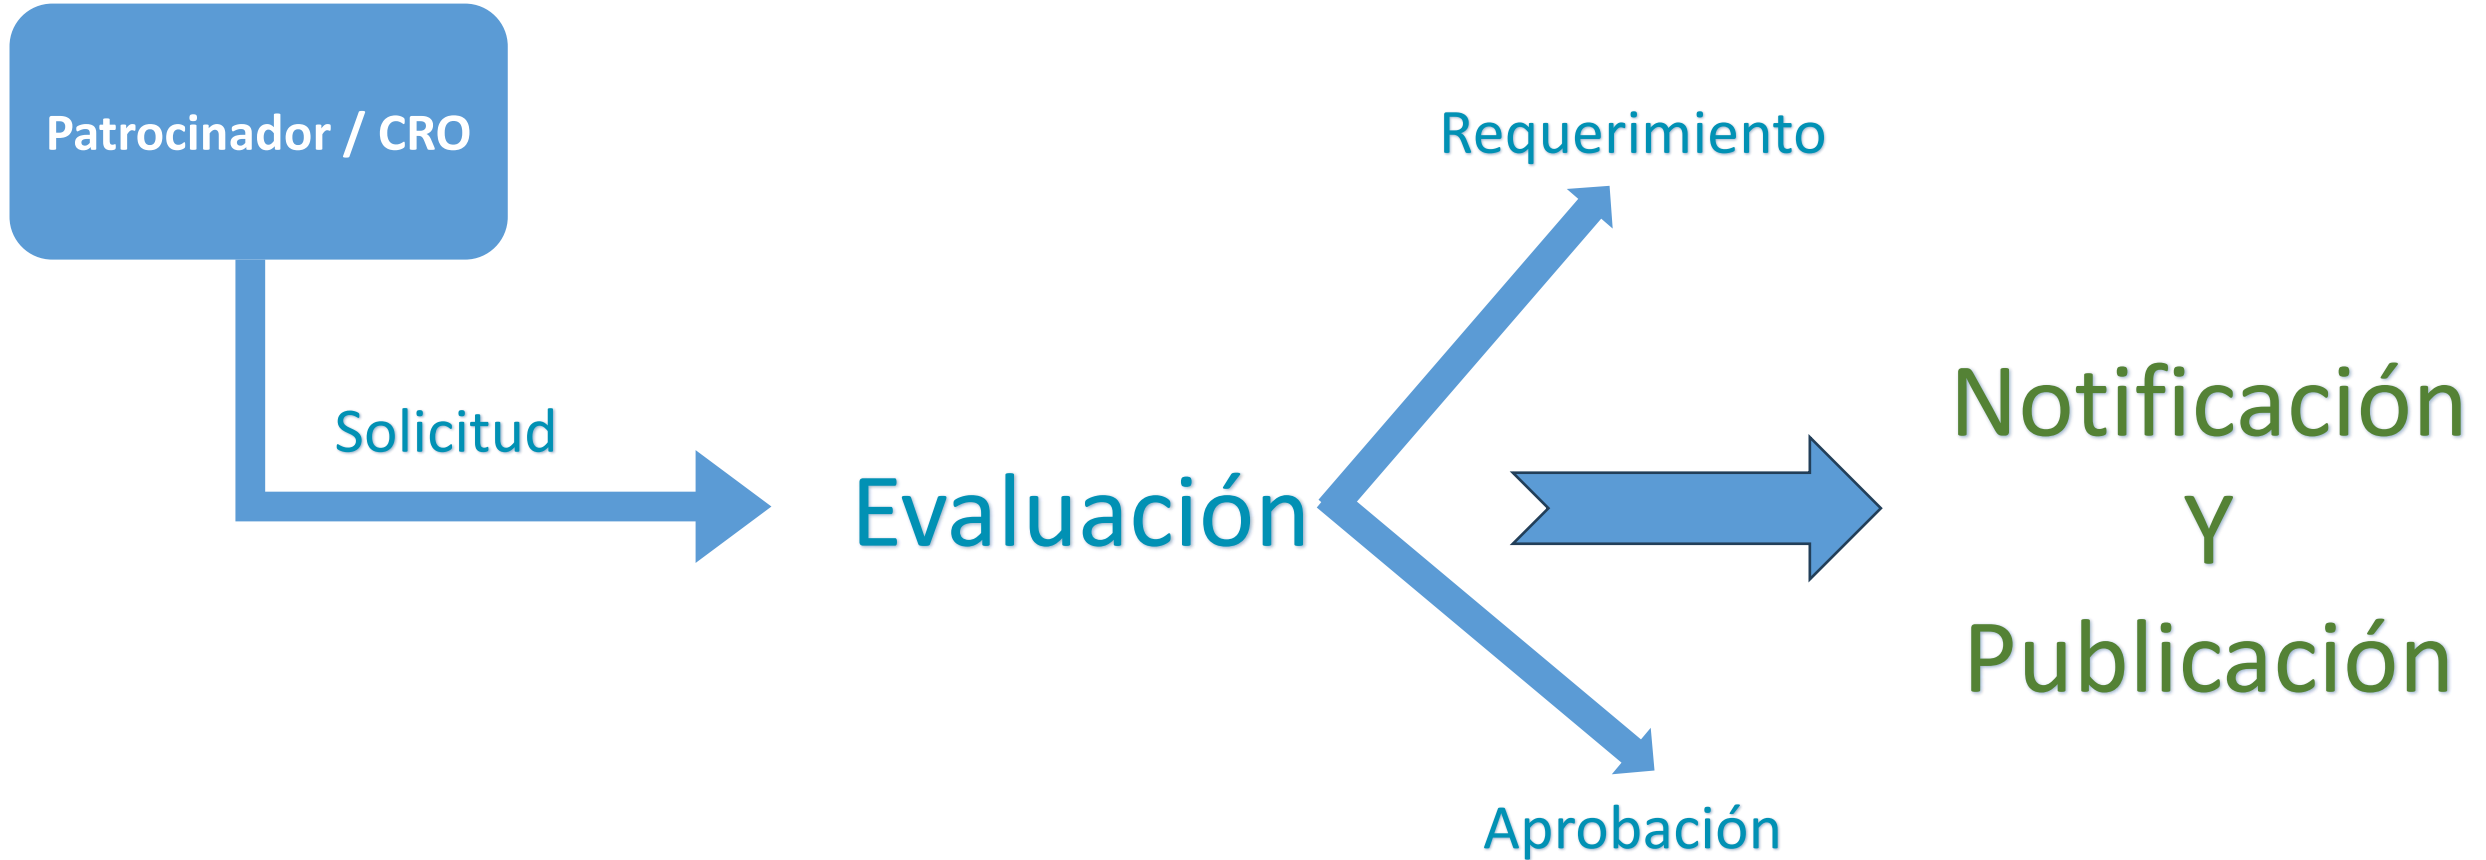 Patrocinador / CRO
Solicitud
Evaluación
Requerimiento
Aprobación
Notificación
Y
Publicación